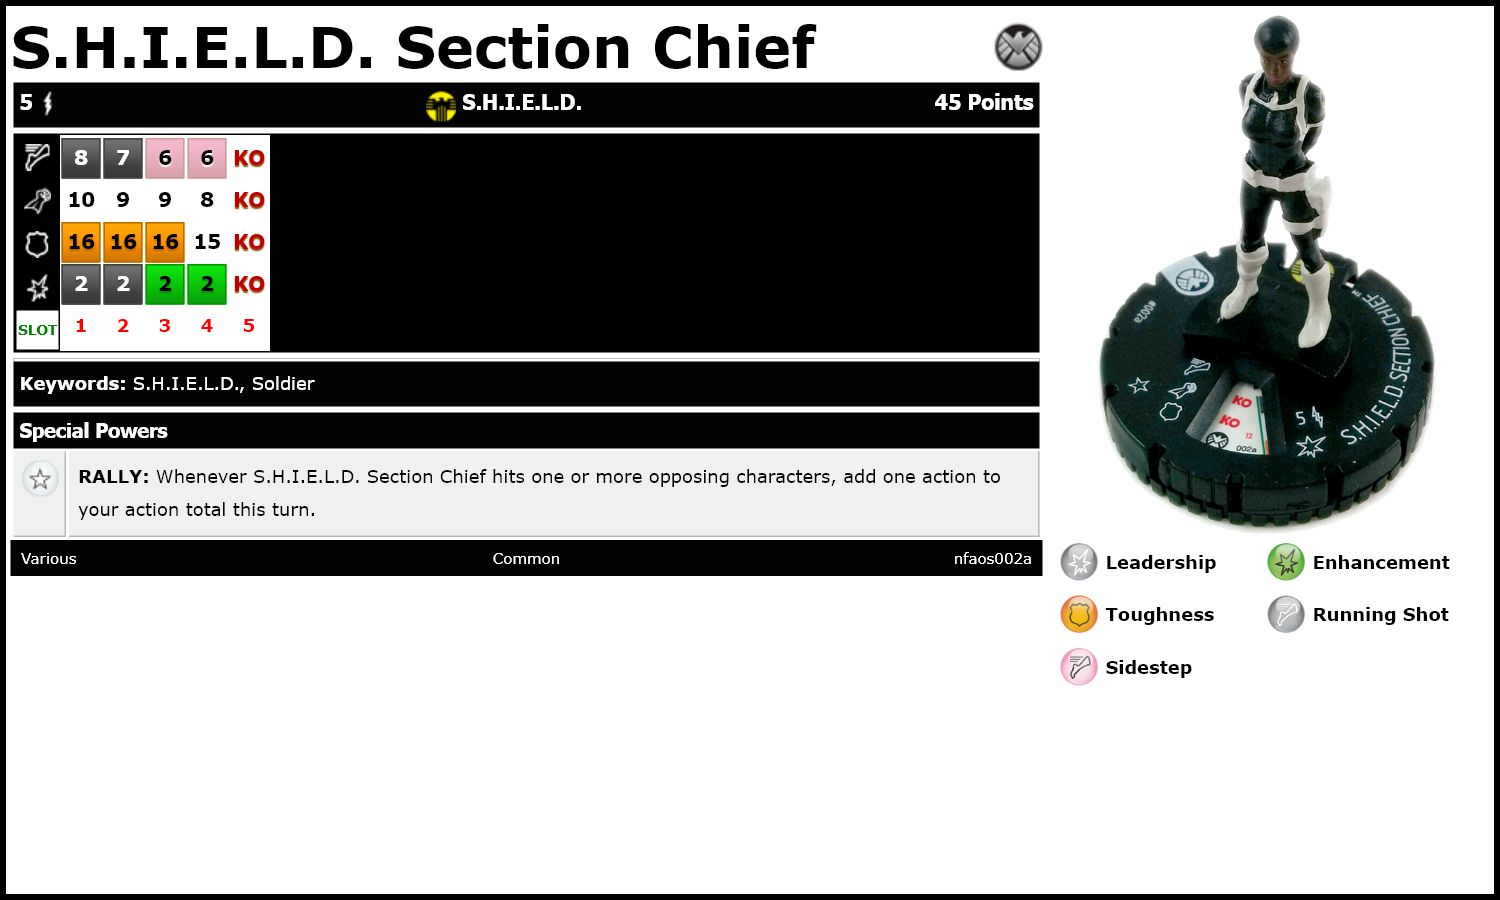 S.H.I.E.L.D. Section Chief
5 S.H.I.E.L.D. 45 Points
8 7 6 6 KO
10 9 9 8 KO
16 16 16 15 KO
2 2 2 2 KO
SLOT 1 2 3 4 5
Keywords: S.H.I.E.L.D., Soldier
Special Powers
RALLY: Whenever S.H.I.E.L.D. Section Chief hits one or more opposing characters, add one action to
your action total this turn.
Various Common nfaos002a
#002a
S.H.I.E.L.D. SECTION CHIEF™
KO
KO
12
002a
5
Leadership Enhancement
Toughness Running Shot
Sidestep